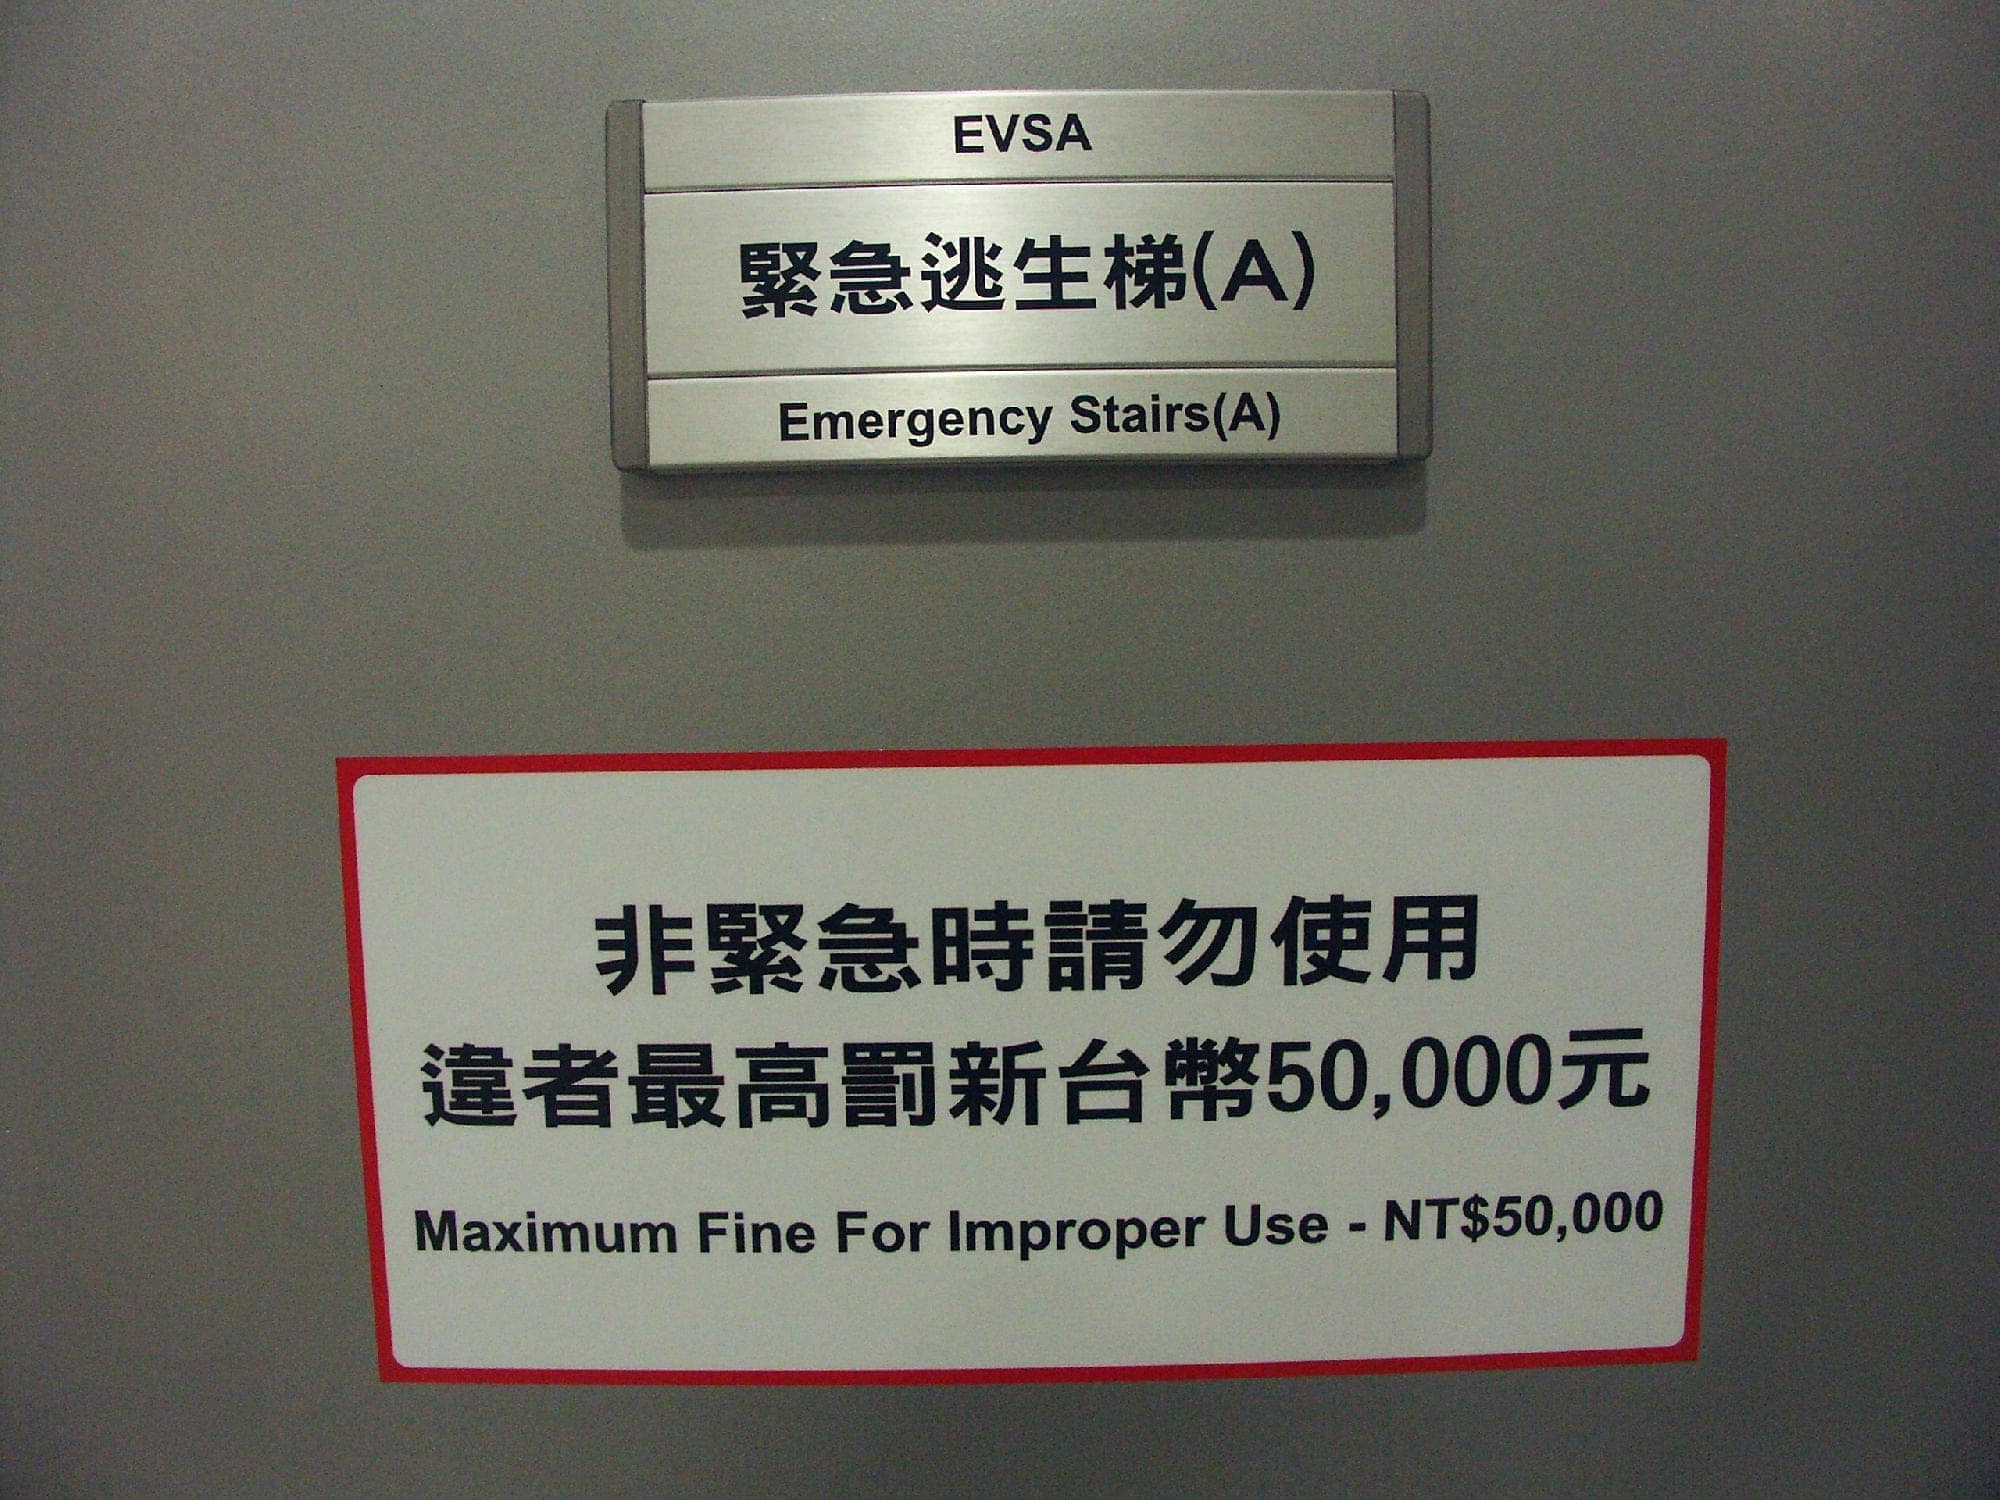 EVSA
緊急逃生梯(A)
Emergency Stairs(A)
非緊急時請勿使用
違者最高罰新台幣50,000元
Maximum Fine For Improper Use - NT$50,000